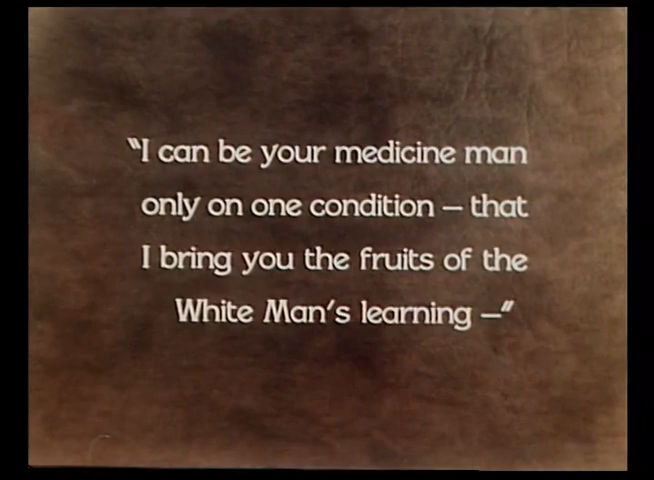 "I can be your medicine man
only on one condition — that
I bring you the fruits of the
White Man's learning —"